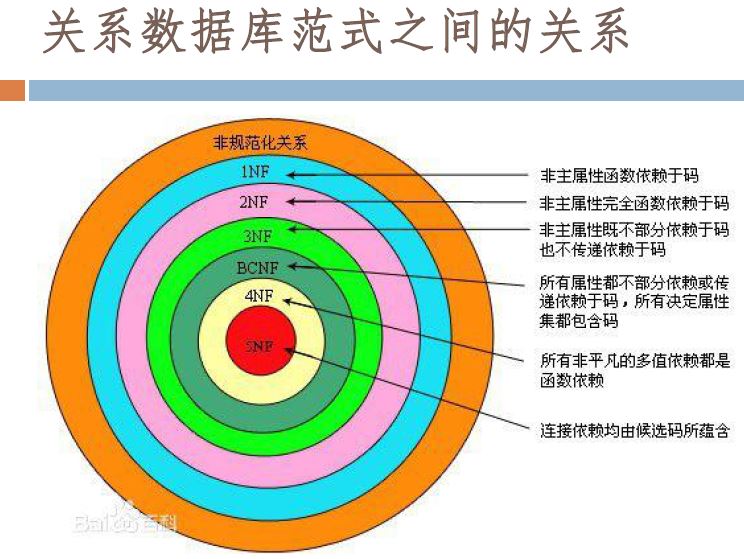 关系数据库范式之间的关系
非规范化关系
1NF
2NF
3NF
BCNF
4NF
5NF
非主属性函数依赖于码
非主属性完全函数依赖于码
非主属性既不部分依赖于码
也不传递依赖于码
所有属性都不部分依赖或传
递依赖于码，所有决定属性
集都包含码
所有非平凡的多值依赖都是
函数依赖
连接依赖均由候选码所蕴含
Baidu百科